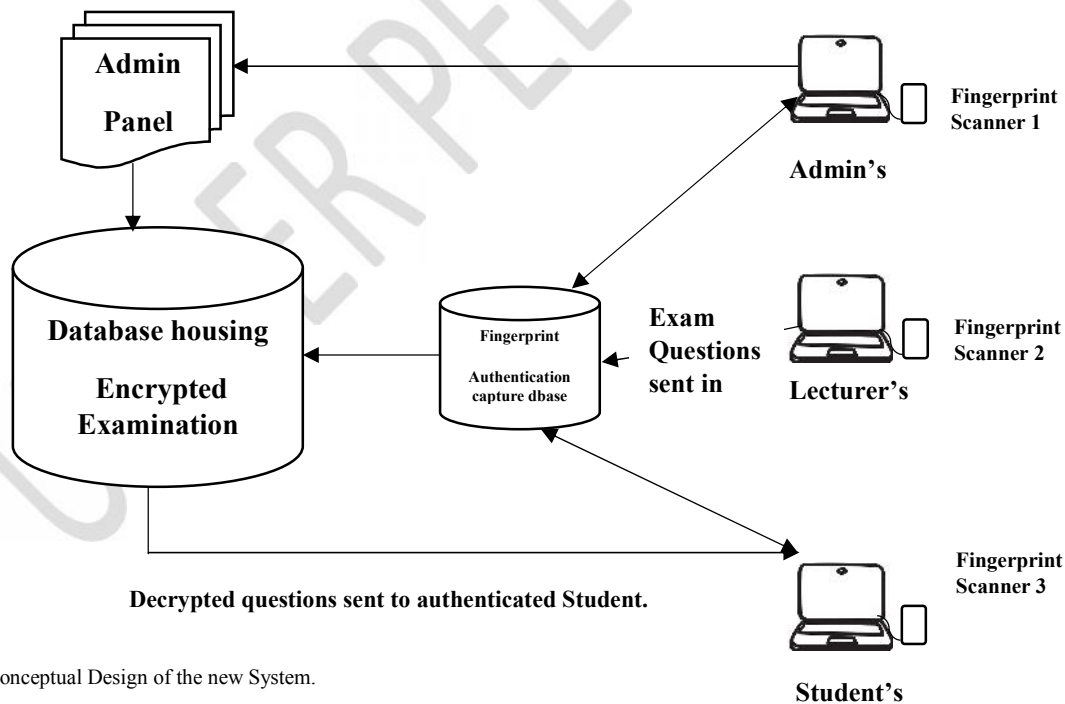 Admin
Panel
Fingerprint
Scanner 1
Admin's
Database housing
Encrypted
Examination
Fingerprint
Authentication
capture dbase
Exam
Questions
sent in
Fingerprint
Scanner 2
Lecturer's
Fingerprint
Scanner 3
Decrypted questions sent to authenticated Student.
onceptual Design of the new System.
Student's